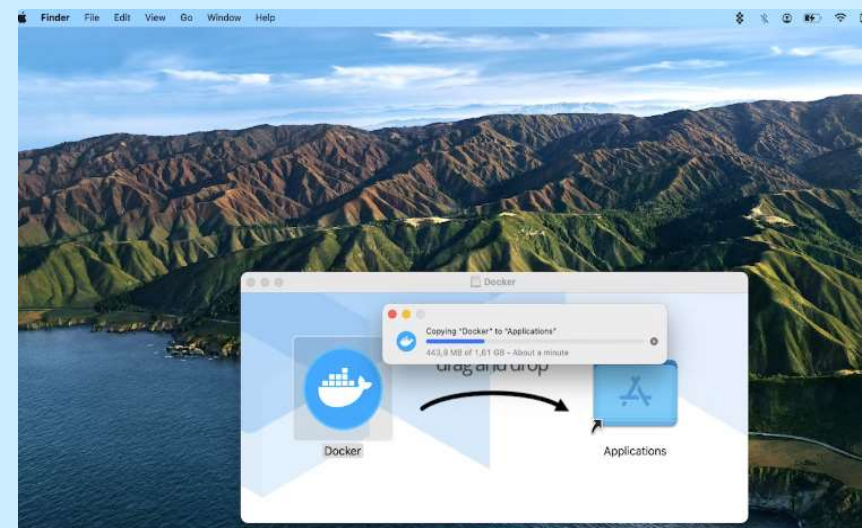 Finder File Edit View Go Window Help
Docker
Copying "Docker" to "Applications"
443,8 MB of 1,61 GB – About a minute
drag and drop
Docker
Applications